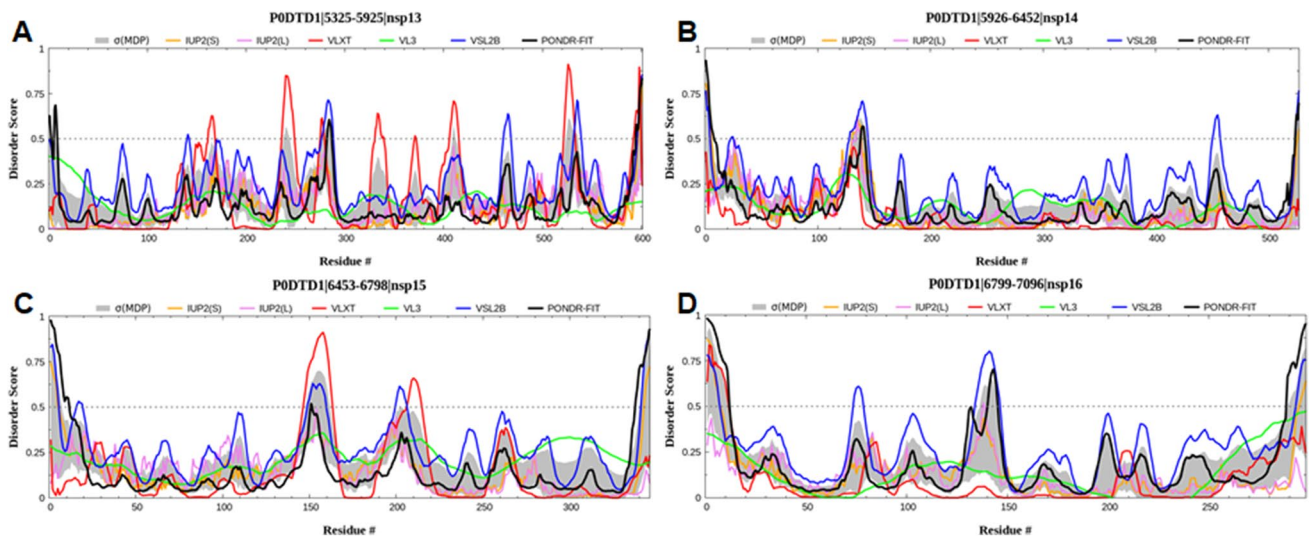 A
P0DTD1|5325-5925|nsp13
σ(MDP) IUP2(S) IUP2(L) VLXT VL3 VSL2B PONDR-FIT
Disorder Score
1
0.75
0.5
0.25
0
0 100 200 300 400 500 600
Residue #
B
P0DTD1|5926-6452|nsp14
σ(MDP) IUP2(S) IUP2(L) VLXT VL3 VSL2B PONDR-FIT
Disorder Score
1
0.75
0.5
0.25
0
0 100 200 300 400 500
Residue #
C
P0DTD1|6453-6798|nsp15
σ(MDP) IUP2(S) IUP2(L) VLXT VL3 VSL2B PONDR-FIT
Disorder Score
1
0.75
0.5
0.25
0
0 50 100 150 200 250 300
Residue #
D
P0DTD1|6799-7096|nsp16
σ(MDP) IUP2(S) IUP2(L) VLXT VL3 VSL2B PONDR-FIT
Disorder Score
1
0.75
0.5
0.25
0
0 50 100 150 200 250
Residue #